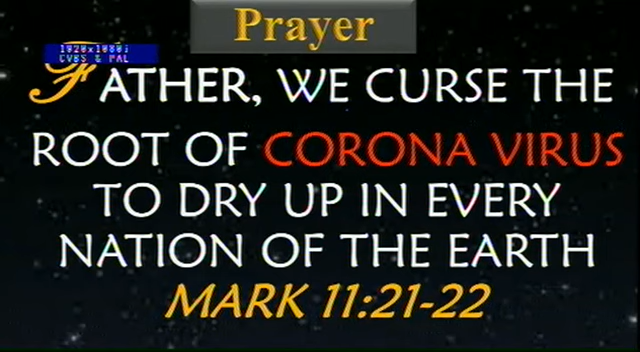 Prayer
1920x1080i
CVBS & PAL
FATHER, WE CURSE THE
ROOT OF CORONA VIRUS
TO DRY UP IN EVERY
NATION OF THE EARTH
MARK 11:21-22